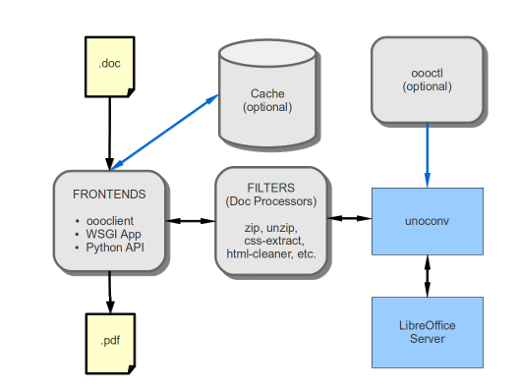 .doc
Cache
(optional)
oooctl
(optional)
FRONTENDS
• oooclient
• WSGI App
• Python API
FILTERS
(Doc Processors)
zip, unzip,
css-extract,
html-cleaner, etc.
unoconv
LibreOffice
Server
.pdf